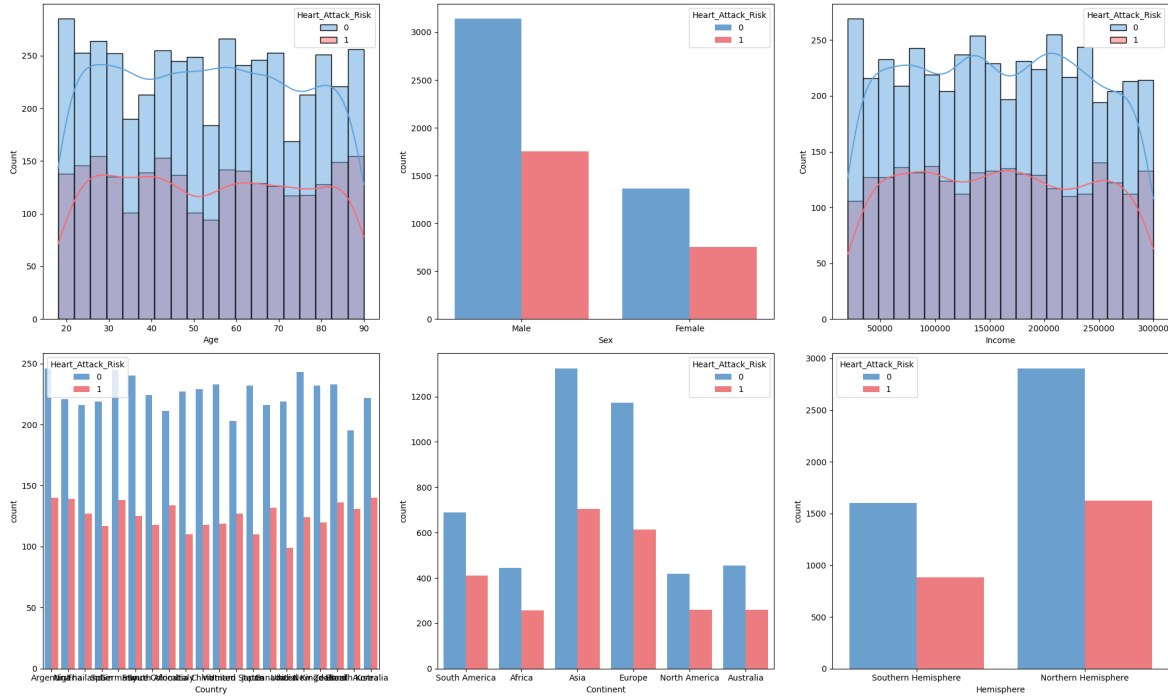 Heart_Attack_Risk
0
1
250
200
150
100
50
0
Count
20
30
40
50
60
70
80
90
Age
Heart_Attack_Risk
0
1
3000
2500
2000
1500
1000
500
0
count
Male
Female
Sex
Heart_Attack_Risk
0
1
250
200
150
100
50
0
Count
50000
100000
150000
200000
250000
300000
Income
Heart_Attack_Risk
0
1
250
200
150
100
50
0
count
Country
Heart_Attack_Risk
0
1
1200
1000
800
600
400
200
0
count
South America
Africa
Asia
Europe
North America
Australia
Continent
Heart_Attack_Risk
0
1
3000
2500
2000
1500
1000
500
0
count
Southern Hemisphere
Northern Hemisphere
Hemisphere